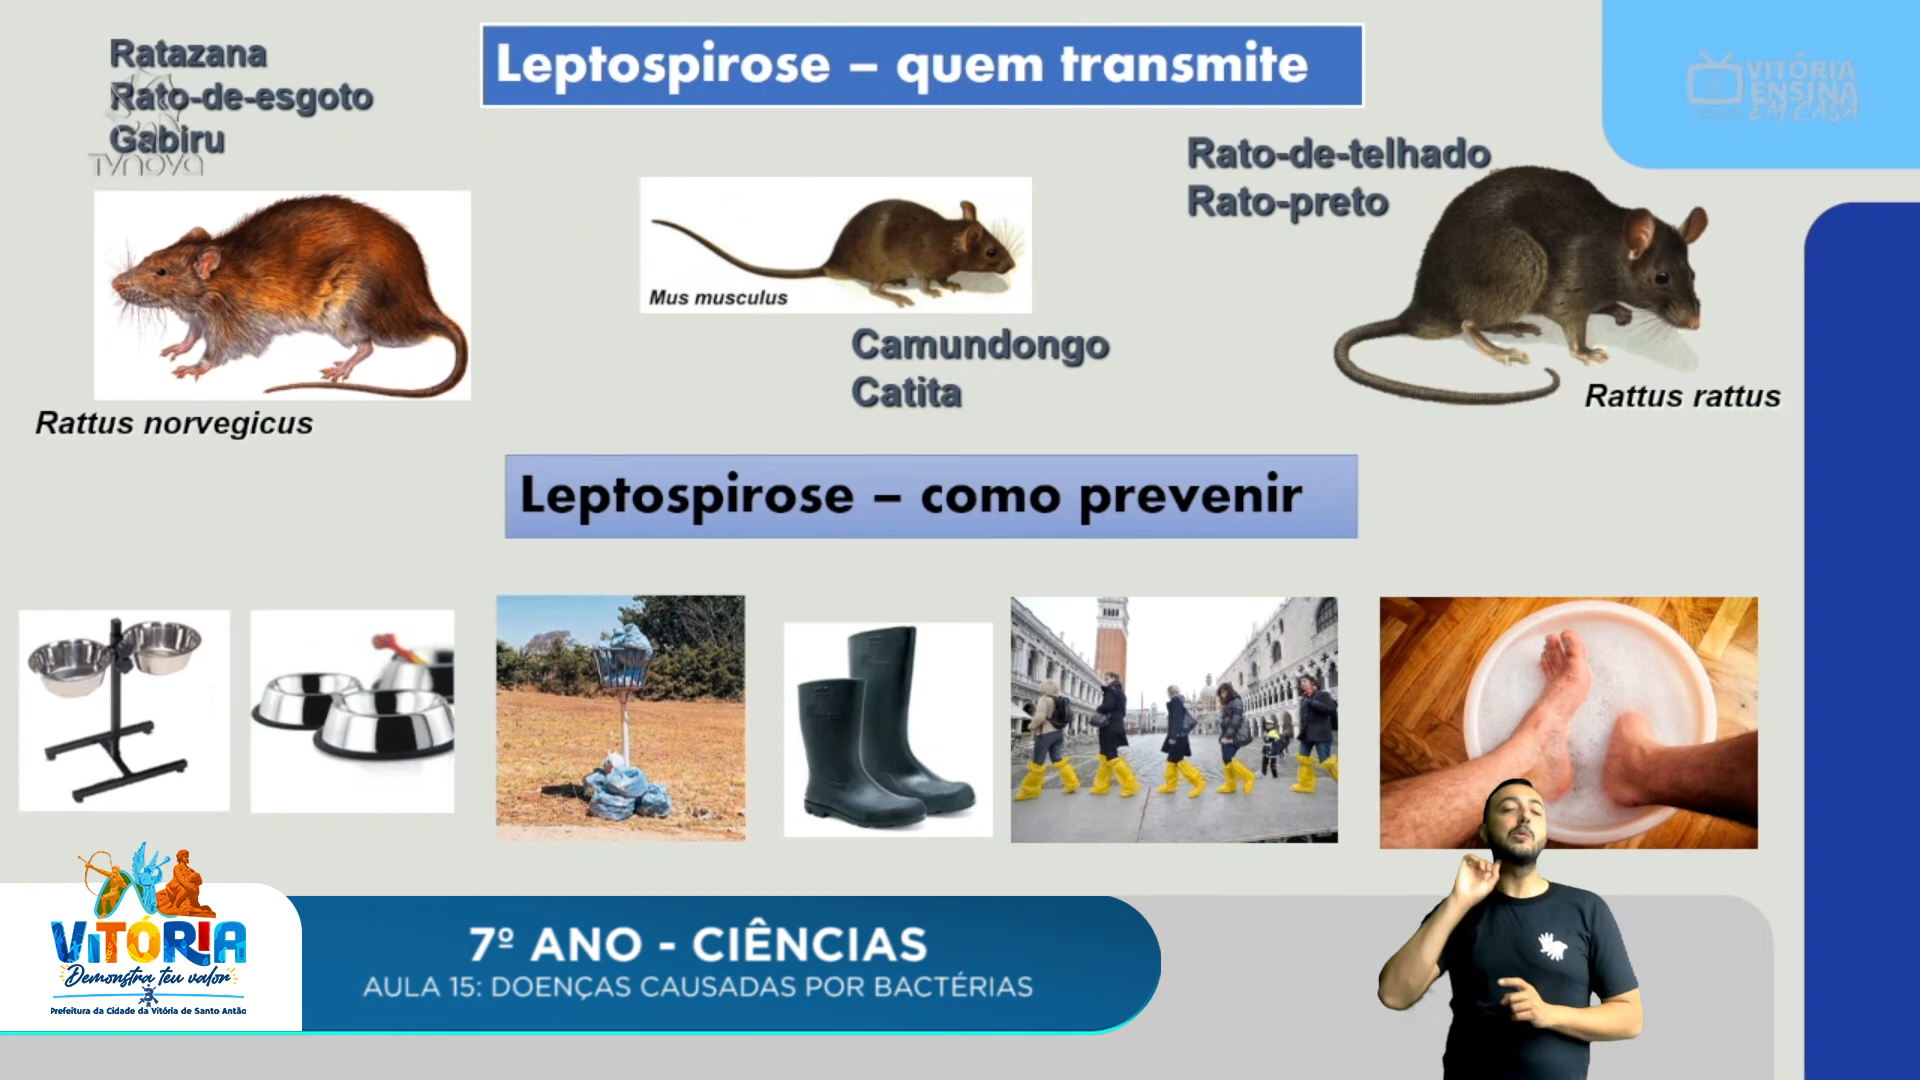 Ratazana
Rato-de-esgoto
Gabiru
TVNOVA
Leptospirose – quem transmite
VITÓRIA
ENSINA
EM CASA
Rato-de-telhado
Rato-preto
Mus musculus
Camundongo
Catita
Rattus rattus
Rattus norvegicus
Leptospirose – como prevenir
VITÓRIA
Demonstra teu valor
Prefeitura da Cidade da Vitória de Santo Antão
7º ANO - CIÊNCIAS
AULA 15: DOENÇAS CAUSADAS POR BACTÉRIAS